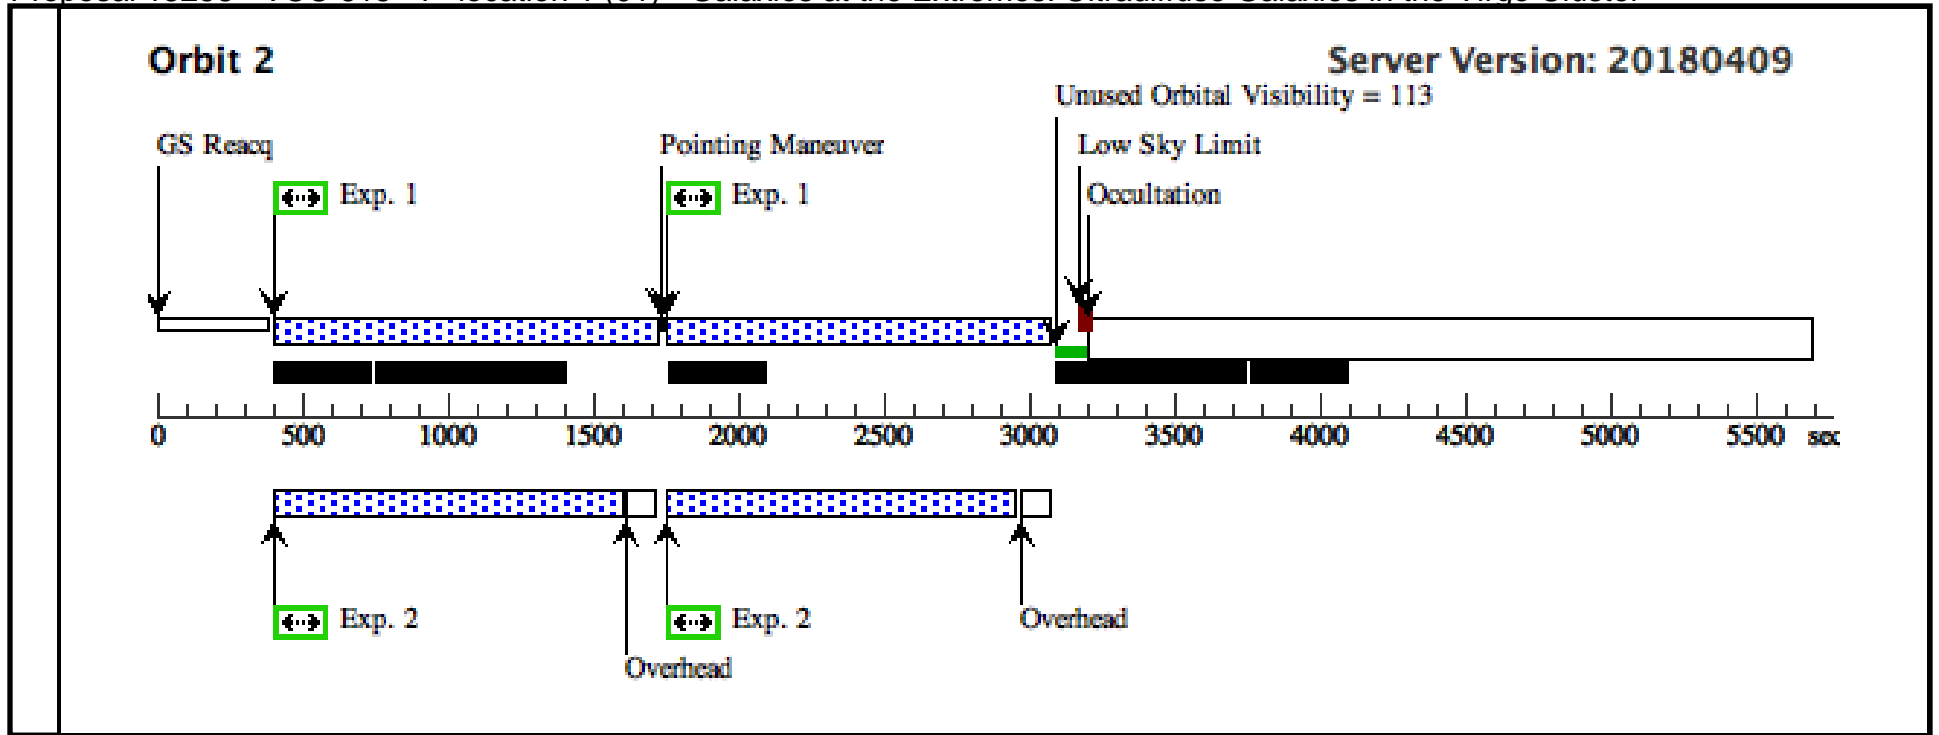 Orbit 2
Server Version: 20180409
Unused Orbital Visibility = 113
GS Reacq
Pointing Maneuver
Low Sky Limit
Exp. 1
Exp. 1
Occultation
0 500 1000 1500 2000 2500 3000 3500 4000 4500 5000 5500 sec
Exp. 2
Exp. 2
Overhead
Overhead